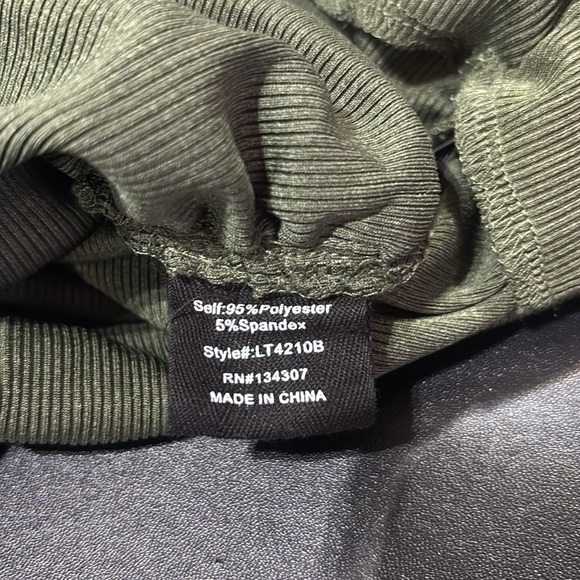 Self:95%Polyester
5%Spandex
Style#:LT4210B
RN#134307
MADE IN CHINA